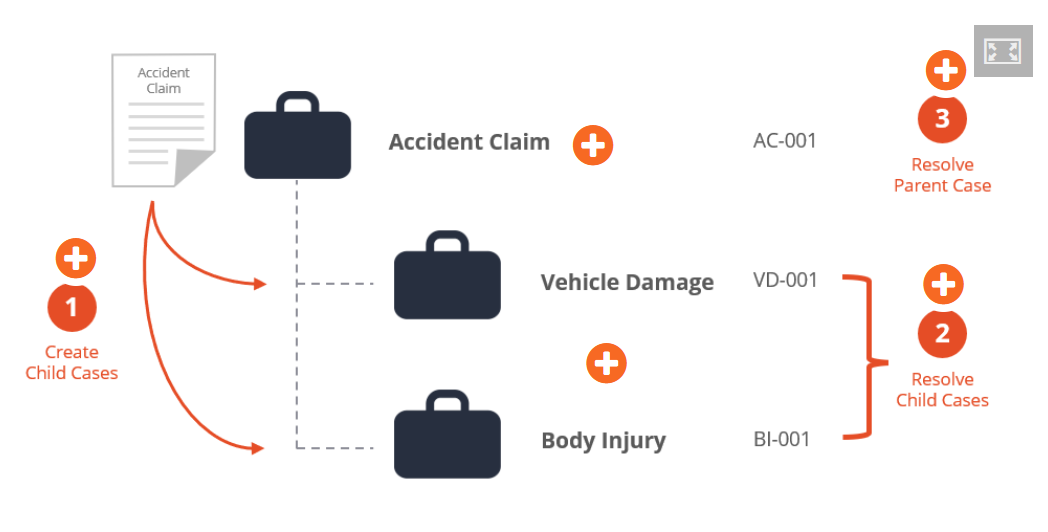 Accident
Claim
Accident Claim
AC-001
3
Resolve
Parent Case
1
Create
Child Cases
Vehicle Damage
VD-001
2
Resolve
Child Cases
Body Injury
BI-001